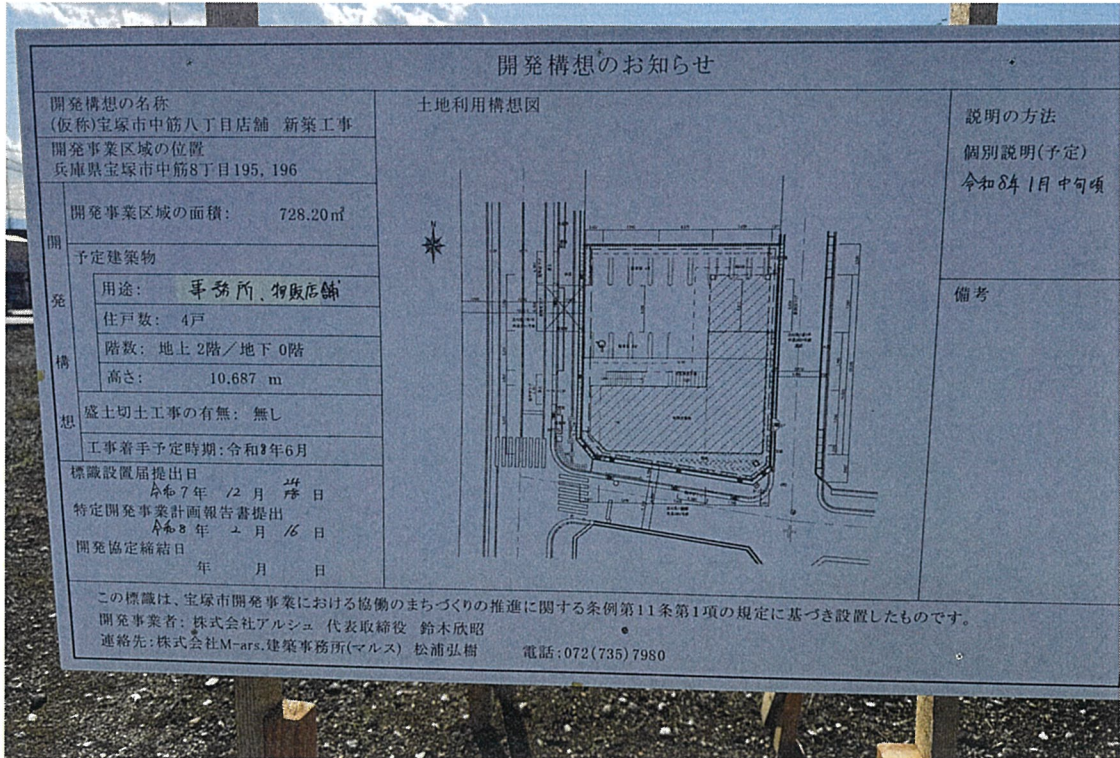 開発構想のお知らせ
開発構想の名称
(仮称)宝塚市中筋八丁目店舗 新築工事
開発事業区域の位置
兵庫県宝塚市中筋8丁目195, 196
開発構想
開発事業区域の面積: 728.20㎡
予定建築物
用途: 事務所、物販店舗
住戸数: 4戸
階数: 地上 2階/地下 0階
高さ: 10.687 m
盛土切土工事の有無: 無し
工事着手予定時期:令和8年6月
標識設置届提出日
令和7年 12月 24日
特定開発事業計画報告書提出
令和8年 2月 16日
開発協定締結日
年 月 日
土地利用構想図
N
説明の方法
個別説明(予定)
令和8年1月中旬頃
備考
この標識は、宝塚市開発事業における協働のまちづくりの推進に関する条例第11条第1項の規定に基づき設置したものです。
開発事業者: 株式会社アルシュ 代表取締役 鈴木欣昭
連絡先:株式会社M-ars.建築事務所(マルス) 松浦弘樹 電話:072(735)7980